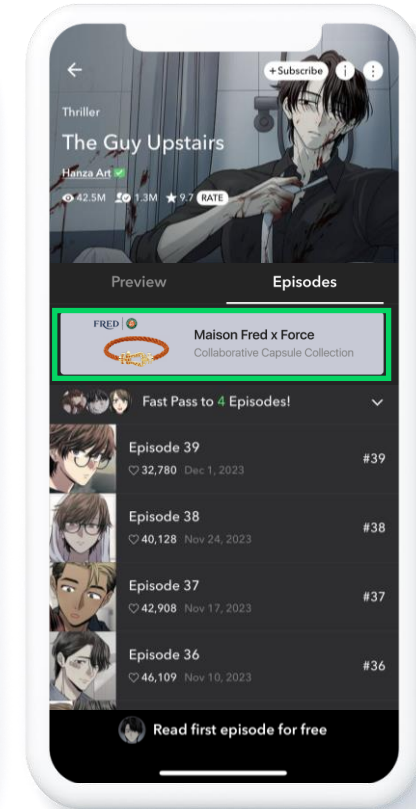 +Subscribe
Thriller
The Guy Upstairs
Hanza Art
42.5M 1.3M 9.7 RATE
Preview Episodes
FRED
Maison Fred x Force
Collaborative Capsule Collection
Fast Pass to 4 Episodes!
Episode 39
32,780 Dec 1, 2023
#39
Episode 38
40,128 Nov 24, 2023
#38
Episode 37
42,908 Nov 17, 2023
#37
Episode 36
46,109 Nov 10, 2023
#36
Read first episode for free